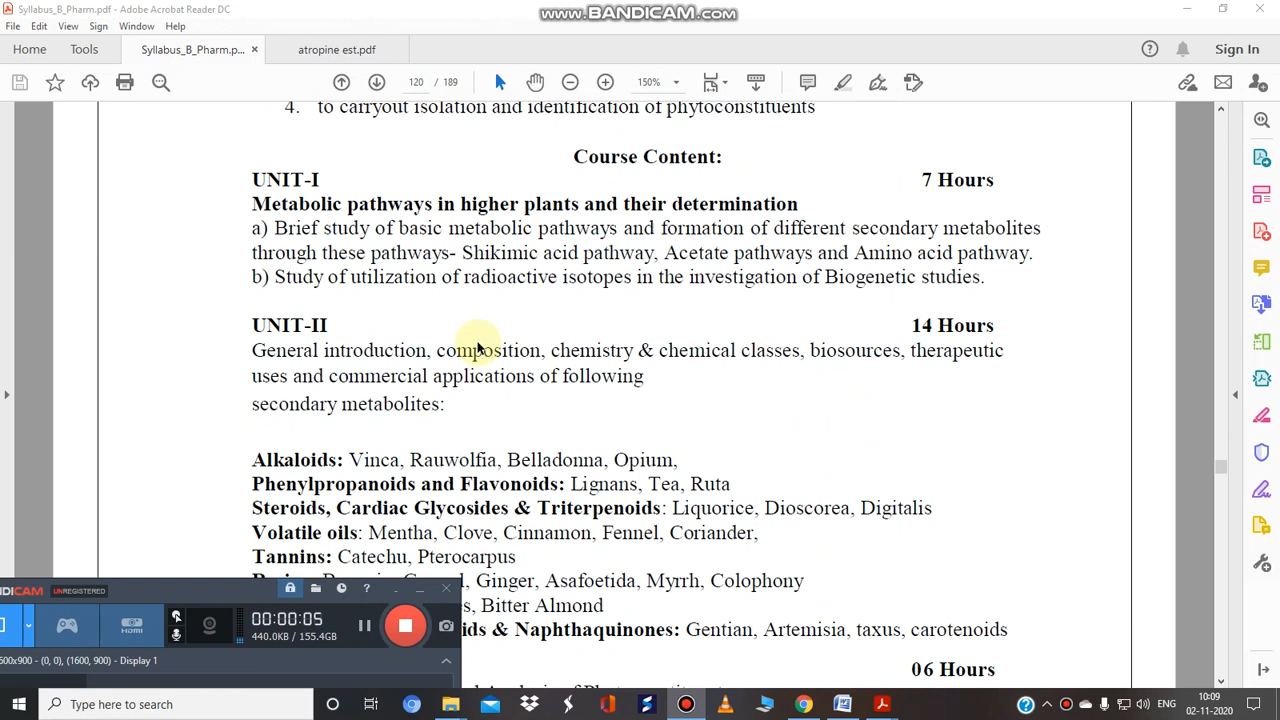 Syllabus_B_Pharm.pdf - Adobe Acrobat Reader DC
www.BANDICAM.com
File Edit View Sign Window Help
Home Tools Syllabus_B_Pharm.p... × atropine est.pdf Sign In
120 / 189 150%
4. to carryout isolation and identification of phytoconstituents
Course Content:
UNIT-I 7 Hours
Metabolic pathways in higher plants and their determination
a) Brief study of basic metabolic pathways and formation of different secondary metabolites
through these pathways- Shikimic acid pathway, Acetate pathways and Amino acid pathway.
b) Study of utilization of radioactive isotopes in the investigation of Biogenetic studies.
UNIT-II 14 Hours
General introduction, composition, chemistry & chemical classes, biosources, therapeutic
uses and commercial applications of following
secondary metabolites:
Alkaloids: Vinca, Rauwolfia, Belladonna, Opium,
Phenylpropanoids and Flavonoids: Lignans, Tea, Ruta
Steroids, Cardiac Glycosides & Triterpenoids: Liquorice, Dioscorea, Digitalis
Volatile oils: Mentha, Clove, Cinnamon, Fennel, Coriander,
Tannins: Catechu, Pterocarpus
Ginger, Asafoetida, Myrrh, Colophony
s, Bitter Almond
ids & Naphthaquinones: Gentian, Artemisia, taxus, carotenoids
06 Hours
NDICAM UNREGISTERED
HDMI 00:00:05
440.0KB / 155.4GB
600x900 - (0, 0), (1600, 900) - Display 1
Type here to search
10:09
02-11-2020